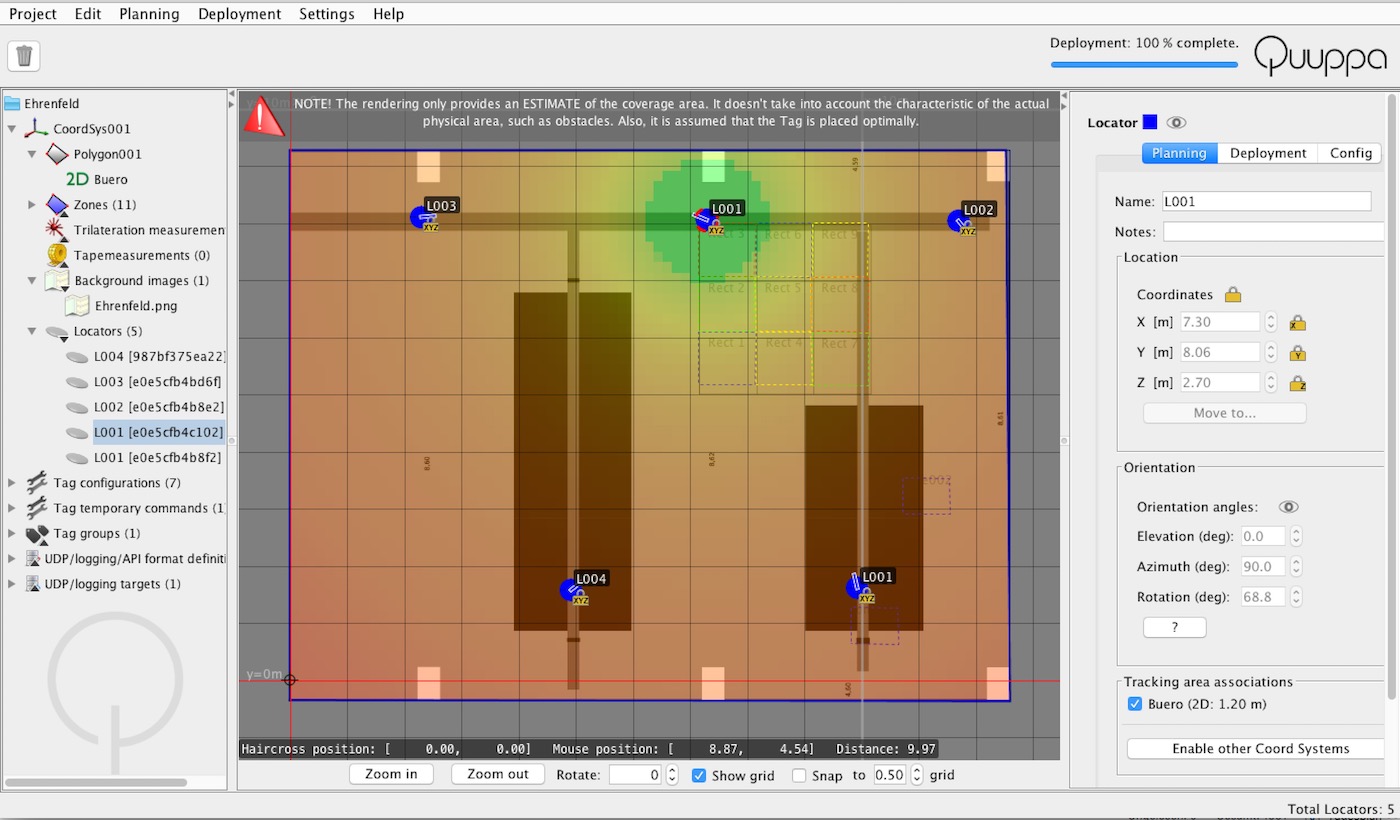 Project Edit Planning Deployment Settings Help
Deployment: 100 % complete.
Quuppa
Ehrenfeld
CoordSys001
Polygon001
2D Buero
Zones (11)
Trilateration measuremen
Tapemeasurements (0)
Background images (1)
Ehrenfeld.png
Locators (5)
L004 [987bf375ea22]
L003 [e0e5cfb4bd6f]
L002 [e0e5cfb4b8e2]
L001 [e0e5cfb4c102]
L001 [e0e5cfb4b8f2]
Tag configurations (7)
Tag temporary commands (1
Tag groups (1)
UDP/logging/API format definiti
UDP/logging targets (1)
NOTE! The rendering only provides an ESTIMATE of the coverage area. It doesn't take into account the characteristic of the actual
physical area, such as obstacles. Also, it is assumed that the Tag is placed optimally.
4,59
L003
XYZ
L001
XYZ
L002
XYZ
Rect 6
Rect 2 Rect 5 Rect 8
Rect 1 Rect 4 Rect 7
8,60
8,62
8,61
L004
XYZ
L001
XYZ
y=0m
4,60
Haircross position: [ 0.00, 0.00] Mouse position: [ 8.87, 4.54] Distance: 9.97
Zoom in Zoom out Rotate: 0 Show grid Snap to 0.50 grid
Locator
Planning Deployment Config
Name: L001
Notes:
Location
Coordinates
X [m] 7.30 X
Y [m] 8.06 Y
Z [m] 2.70 Z
Move to...
Orientation
Orientation angles:
Elevation (deg): 0.0
Azimuth (deg): 90.0
Rotation (deg): 68.8
?
Tracking area associations
Buero (2D: 1.20 m)
Enable other Coord Systems
Total Locators: 5